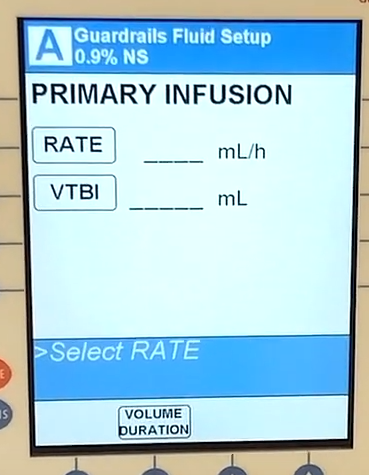 A Guardrails Fluid Setup
0.9% NS
PRIMARY INFUSION
RATE ____ mL/h
VTBI _____ mL
>Select RATE
VOLUME
DURATION